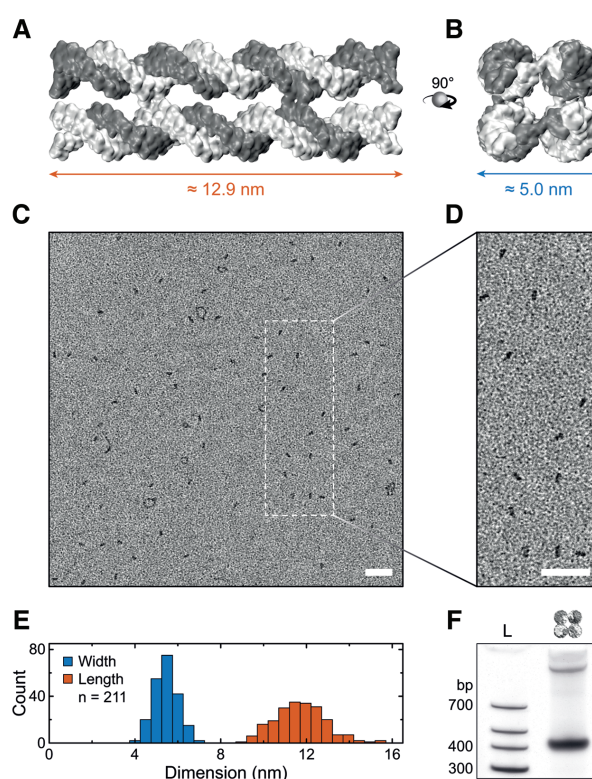 A
B
90°
≈ 12.9 nm
≈ 5.0 nm
C
D
E
80
40
0
Count
Width
Length
n = 211
0
4
8
12
16
Dimension (nm)
F
L
bp
700
400
300